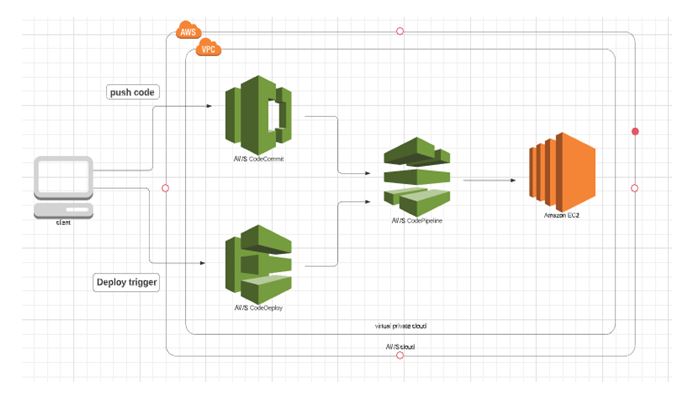 AWS
VPC
push code
AWS CodeCommit
AWS CodePipeline
Amazon EC2
client
Deploy trigger
AWS CodeDeploy
virtual private cloud
AWS cloud